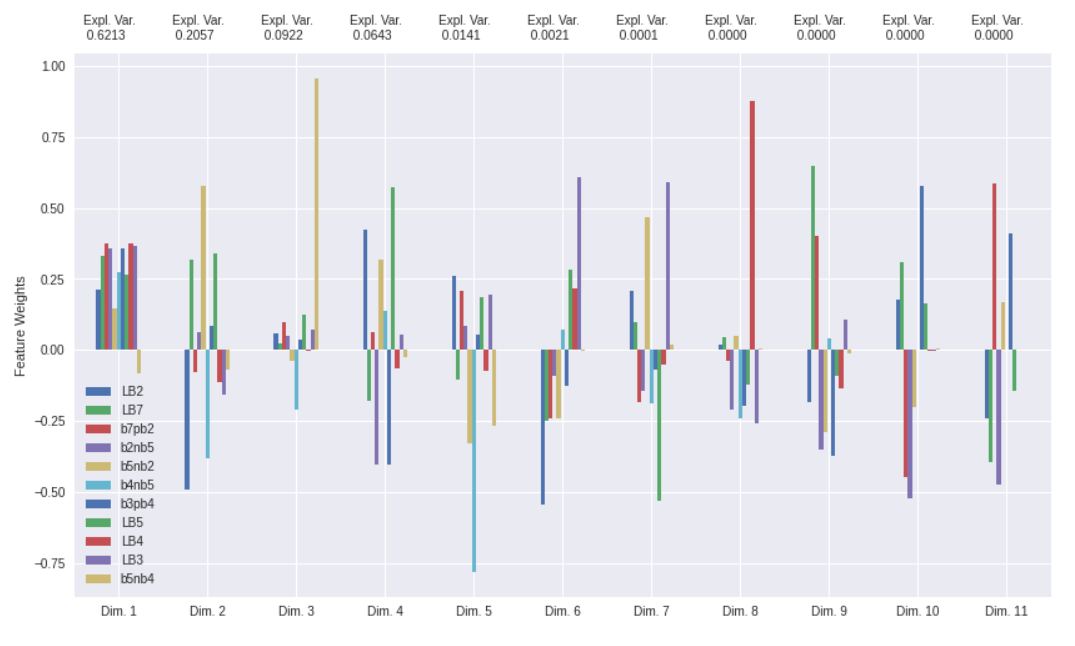 Expl. Var. Expl. Var. Expl. Var. Expl. Var. Expl. Var. Expl. Var. Expl. Var. Expl. Var. Expl. Var. Expl. Var. Expl. Var.
0.6213 0.2057 0.0922 0.0643 0.0141 0.0021 0.0001 0.0000 0.0000 0.0000 0.0000
1.00
0.75
0.50
0.25
0.00
−0.25
−0.50
−0.75
Feature Weights
LB2
LB7
b7pb2
b2nb5
b5nb2
b4nb5
b3pb4
LB5
LB4
LB3
b5nb4
Dim. 1 Dim. 2 Dim. 3 Dim. 4 Dim. 5 Dim. 6 Dim. 7 Dim. 8 Dim. 9 Dim. 10 Dim. 11